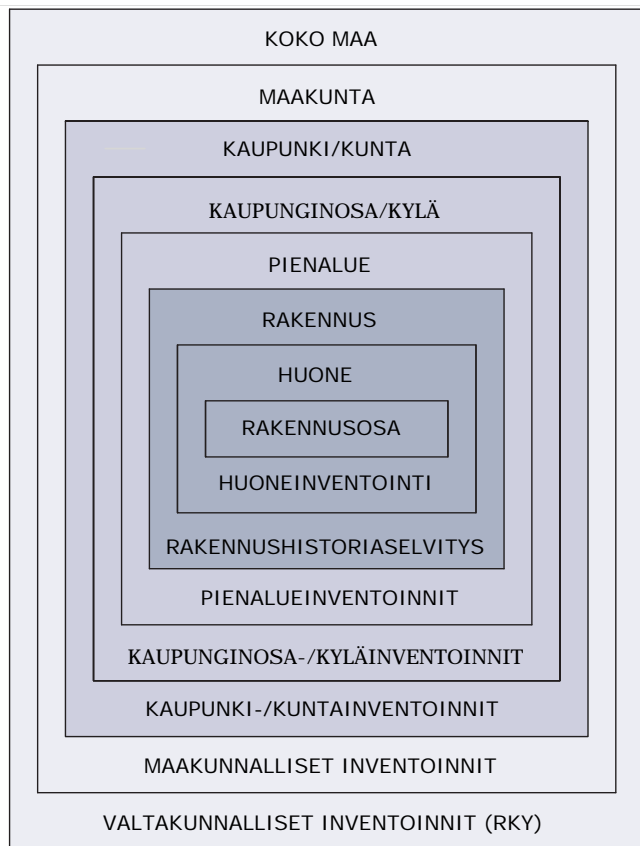 KOKO MAA
MAAKUNTA
KAUPUNKI/KUNTA
KAUPUNGINOSA/KYLÄ
PIENALUE
RAKENNUS
HUONE
RAKENNUSOSA
HUONEINVENTOINTI
RAKENNUSHISTORIASELVITYS
PIENALUEINVENTOINNIT
KAUPUNGINOSA-/KYLÄINVENTOINNIT
KAUPUNKI-/KUNTAINVENTOINNIT
MAAKUNNALLISET INVENTOINNIT
VALTAKUNNALLISET INVENTOINNIT (RKY)